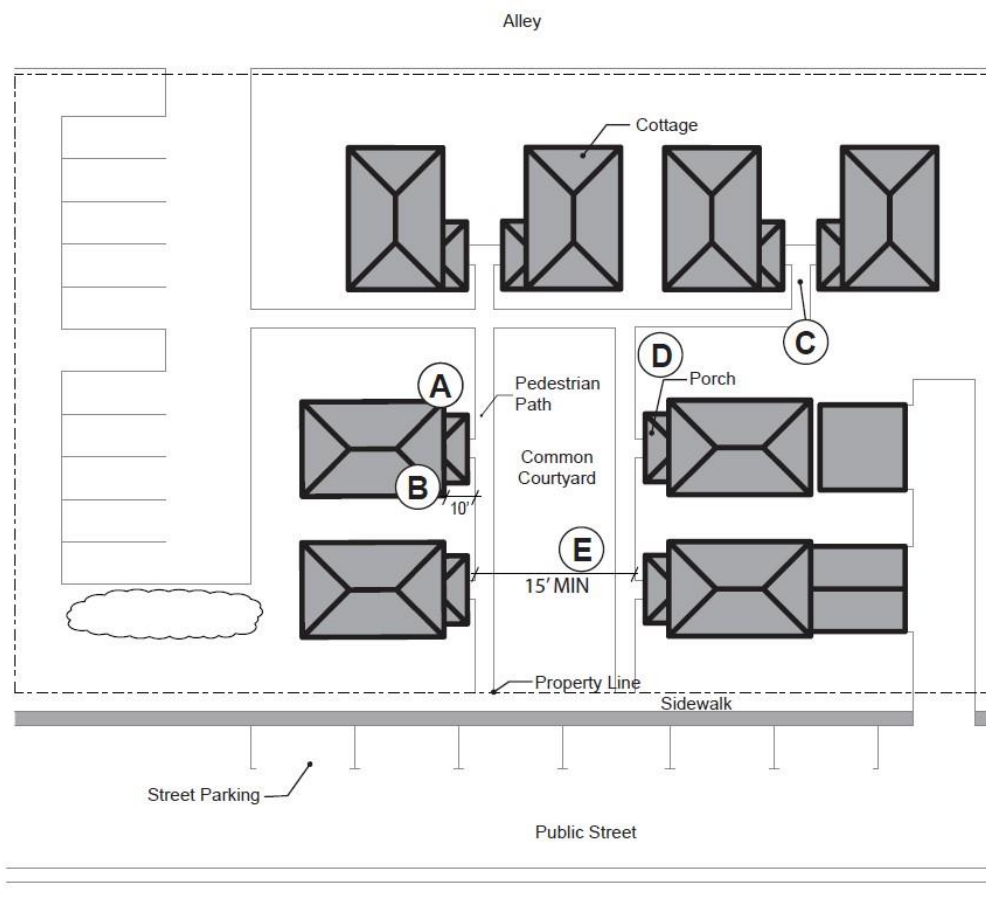 Alley
Cottage
C
D
A
Porch
Pedestrian
Path
Common
Courtyard
B
10'
E
15' MIN
Property Line
Sidewalk
Street Parking
Public Street